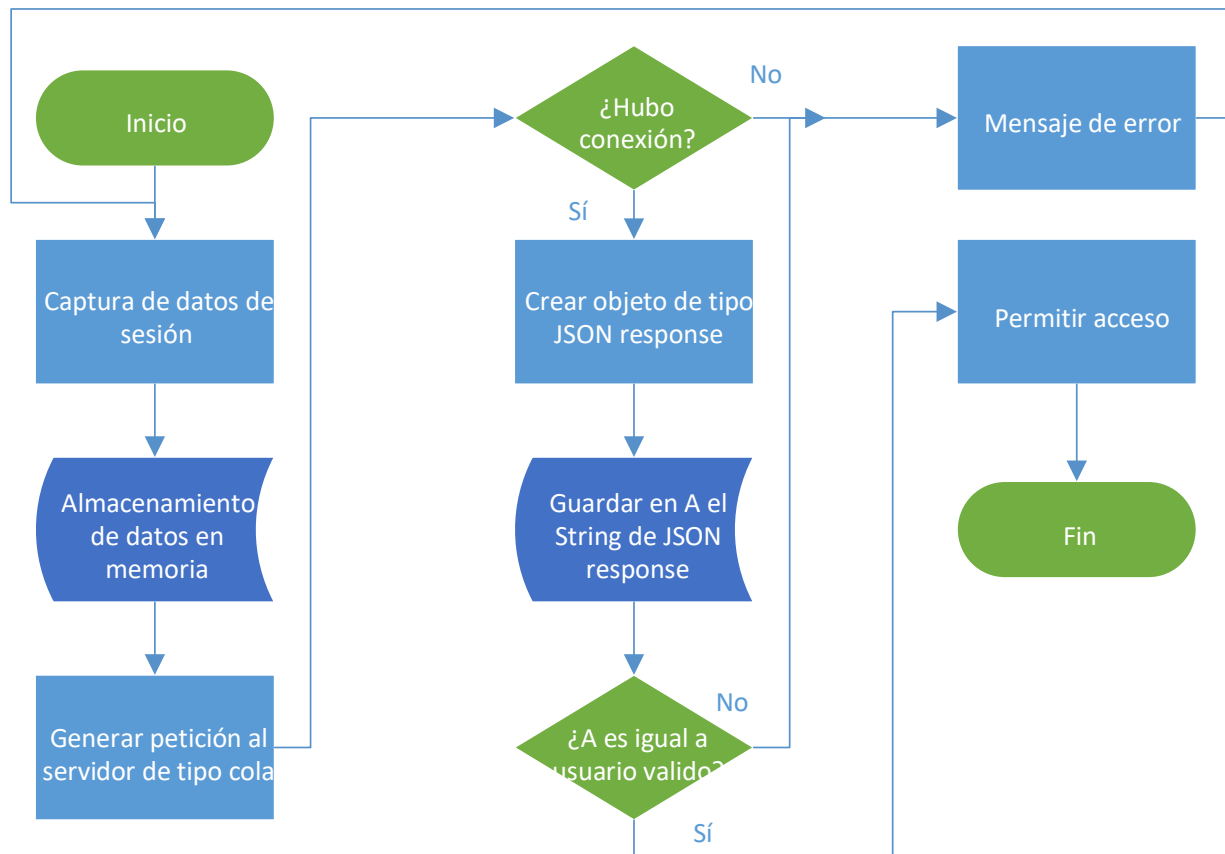 Inicio
Captura de datos de
sesión
Almacenamiento
de datos en
memoria
Generar petición al
servidor de tipo cola
¿Hubo
conexión?
No
Sí
Crear objeto de tipo
JSON response
Guardar en A el
String de JSON
response
¿A es igual a
usuario valido?
No
Sí
Mensaje de error
Permitir acceso
Fin